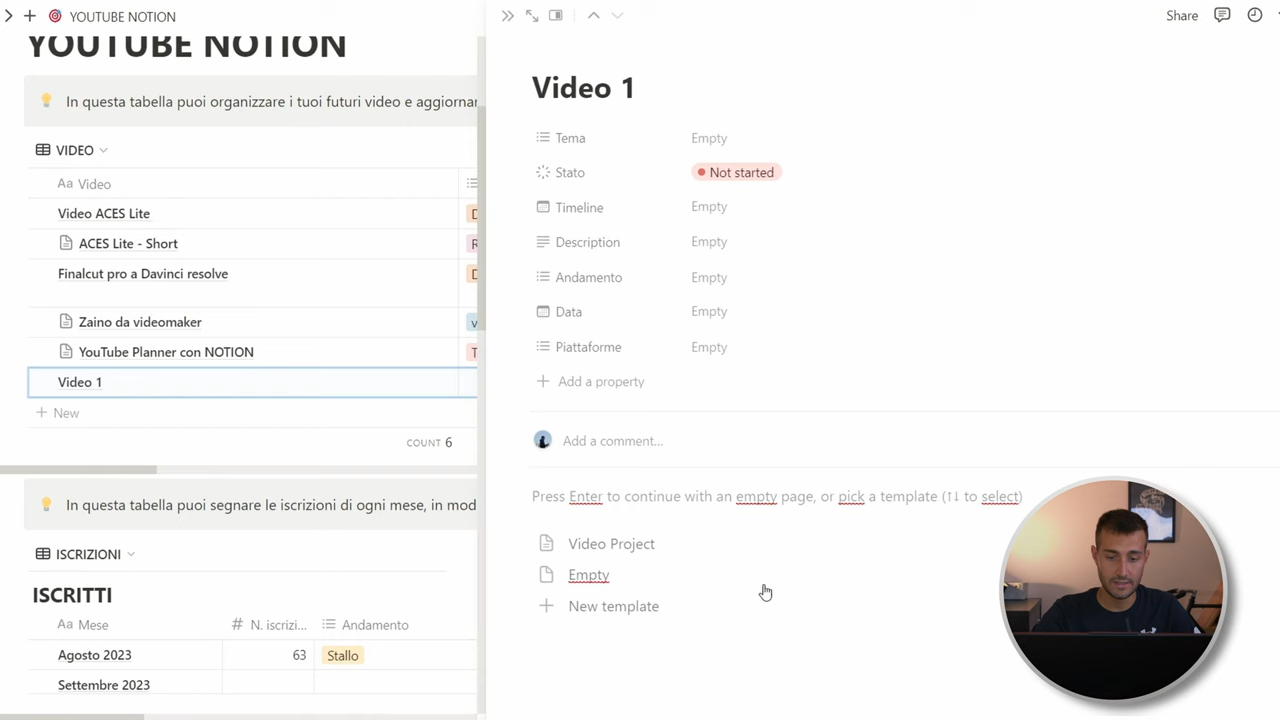 YOUTUBE NOTION
Share
YOUTUBE NOTION
In questa tabella puoi organizzare i tuoi futuri video e aggiornar
VIDEO
Aa Video
Video ACES Lite
D
ACES Lite - Short
R
Finalcut pro a Davinci resolve
D
Zaino da videomaker
v
YouTube Planner con NOTION
T
Video 1
+ New
COUNT 6
In questa tabella puoi segnare le iscrizioni di ogni mese, in mod
ISCRIZIONI
ISCRITTI
Aa Mese
# N. iscrizi...
Andamento
Agosto 2023
63
Stallo
Settembre 2023
Video 1
Tema
Empty
Stato
Not started
Timeline
Empty
Description
Empty
Andamento
Empty
Data
Empty
Piattaforme
Empty
+ Add a property
Add a comment...
Press Enter to continue with an empty page, or pick a template (↑↓ to select)
Video Project
Empty
+ New template